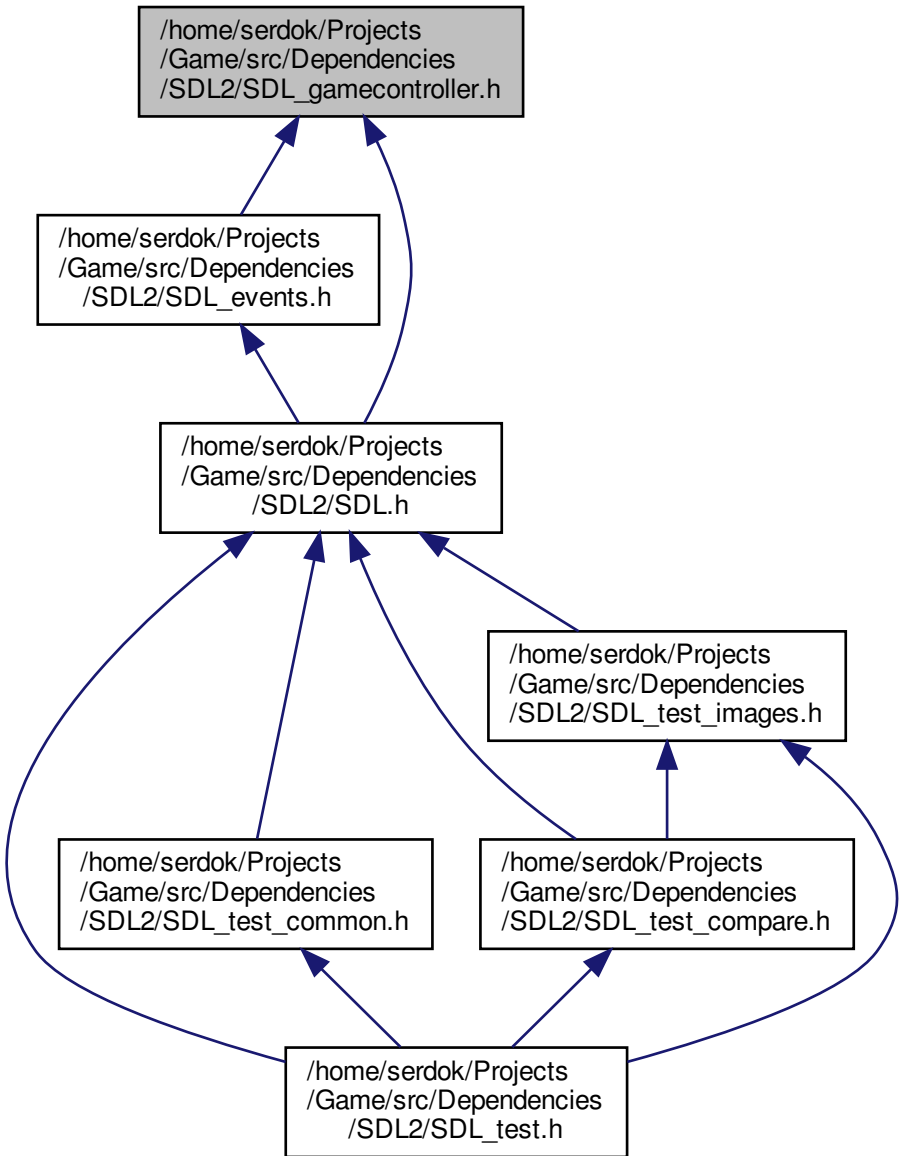 /home/serdok/Projects
/Game/src/Dependencies
/SDL2/SDL_gamecontroller.h
/home/serdok/Projects
/Game/src/Dependencies
/SDL2/SDL_events.h
/home/serdok/Projects
/Game/src/Dependencies
/SDL2/SDL.h
/home/serdok/Projects
/Game/src/Dependencies
/SDL2/SDL_test_images.h
/home/serdok/Projects
/Game/src/Dependencies
/SDL2/SDL_test_common.h
/home/serdok/Projects
/Game/src/Dependencies
/SDL2/SDL_test_compare.h
/home/serdok/Projects
/Game/src/Dependencies
/SDL2/SDL_test.h